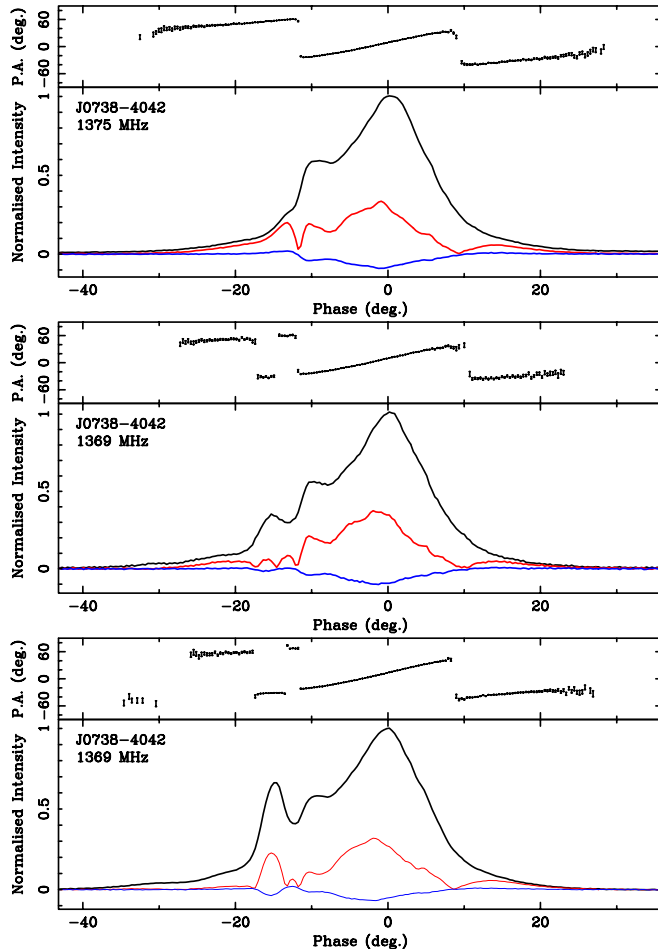 P.A. (deg.)
60
0
−60
Normalised Intensity
1
0.5
0
J0738−4042
1375 MHz
−40
−20
0
20
Phase (deg.)
P.A. (deg.)
60
0
−60
Normalised Intensity
1
0.5
0
J0738−4042
1369 MHz
−40
−20
0
20
Phase (deg.)
P.A. (deg.)
60
0
−60
Normalised Intensity
1
0.5
0
J0738−4042
1369 MHz
−40
−20
0
20
Phase (deg.)